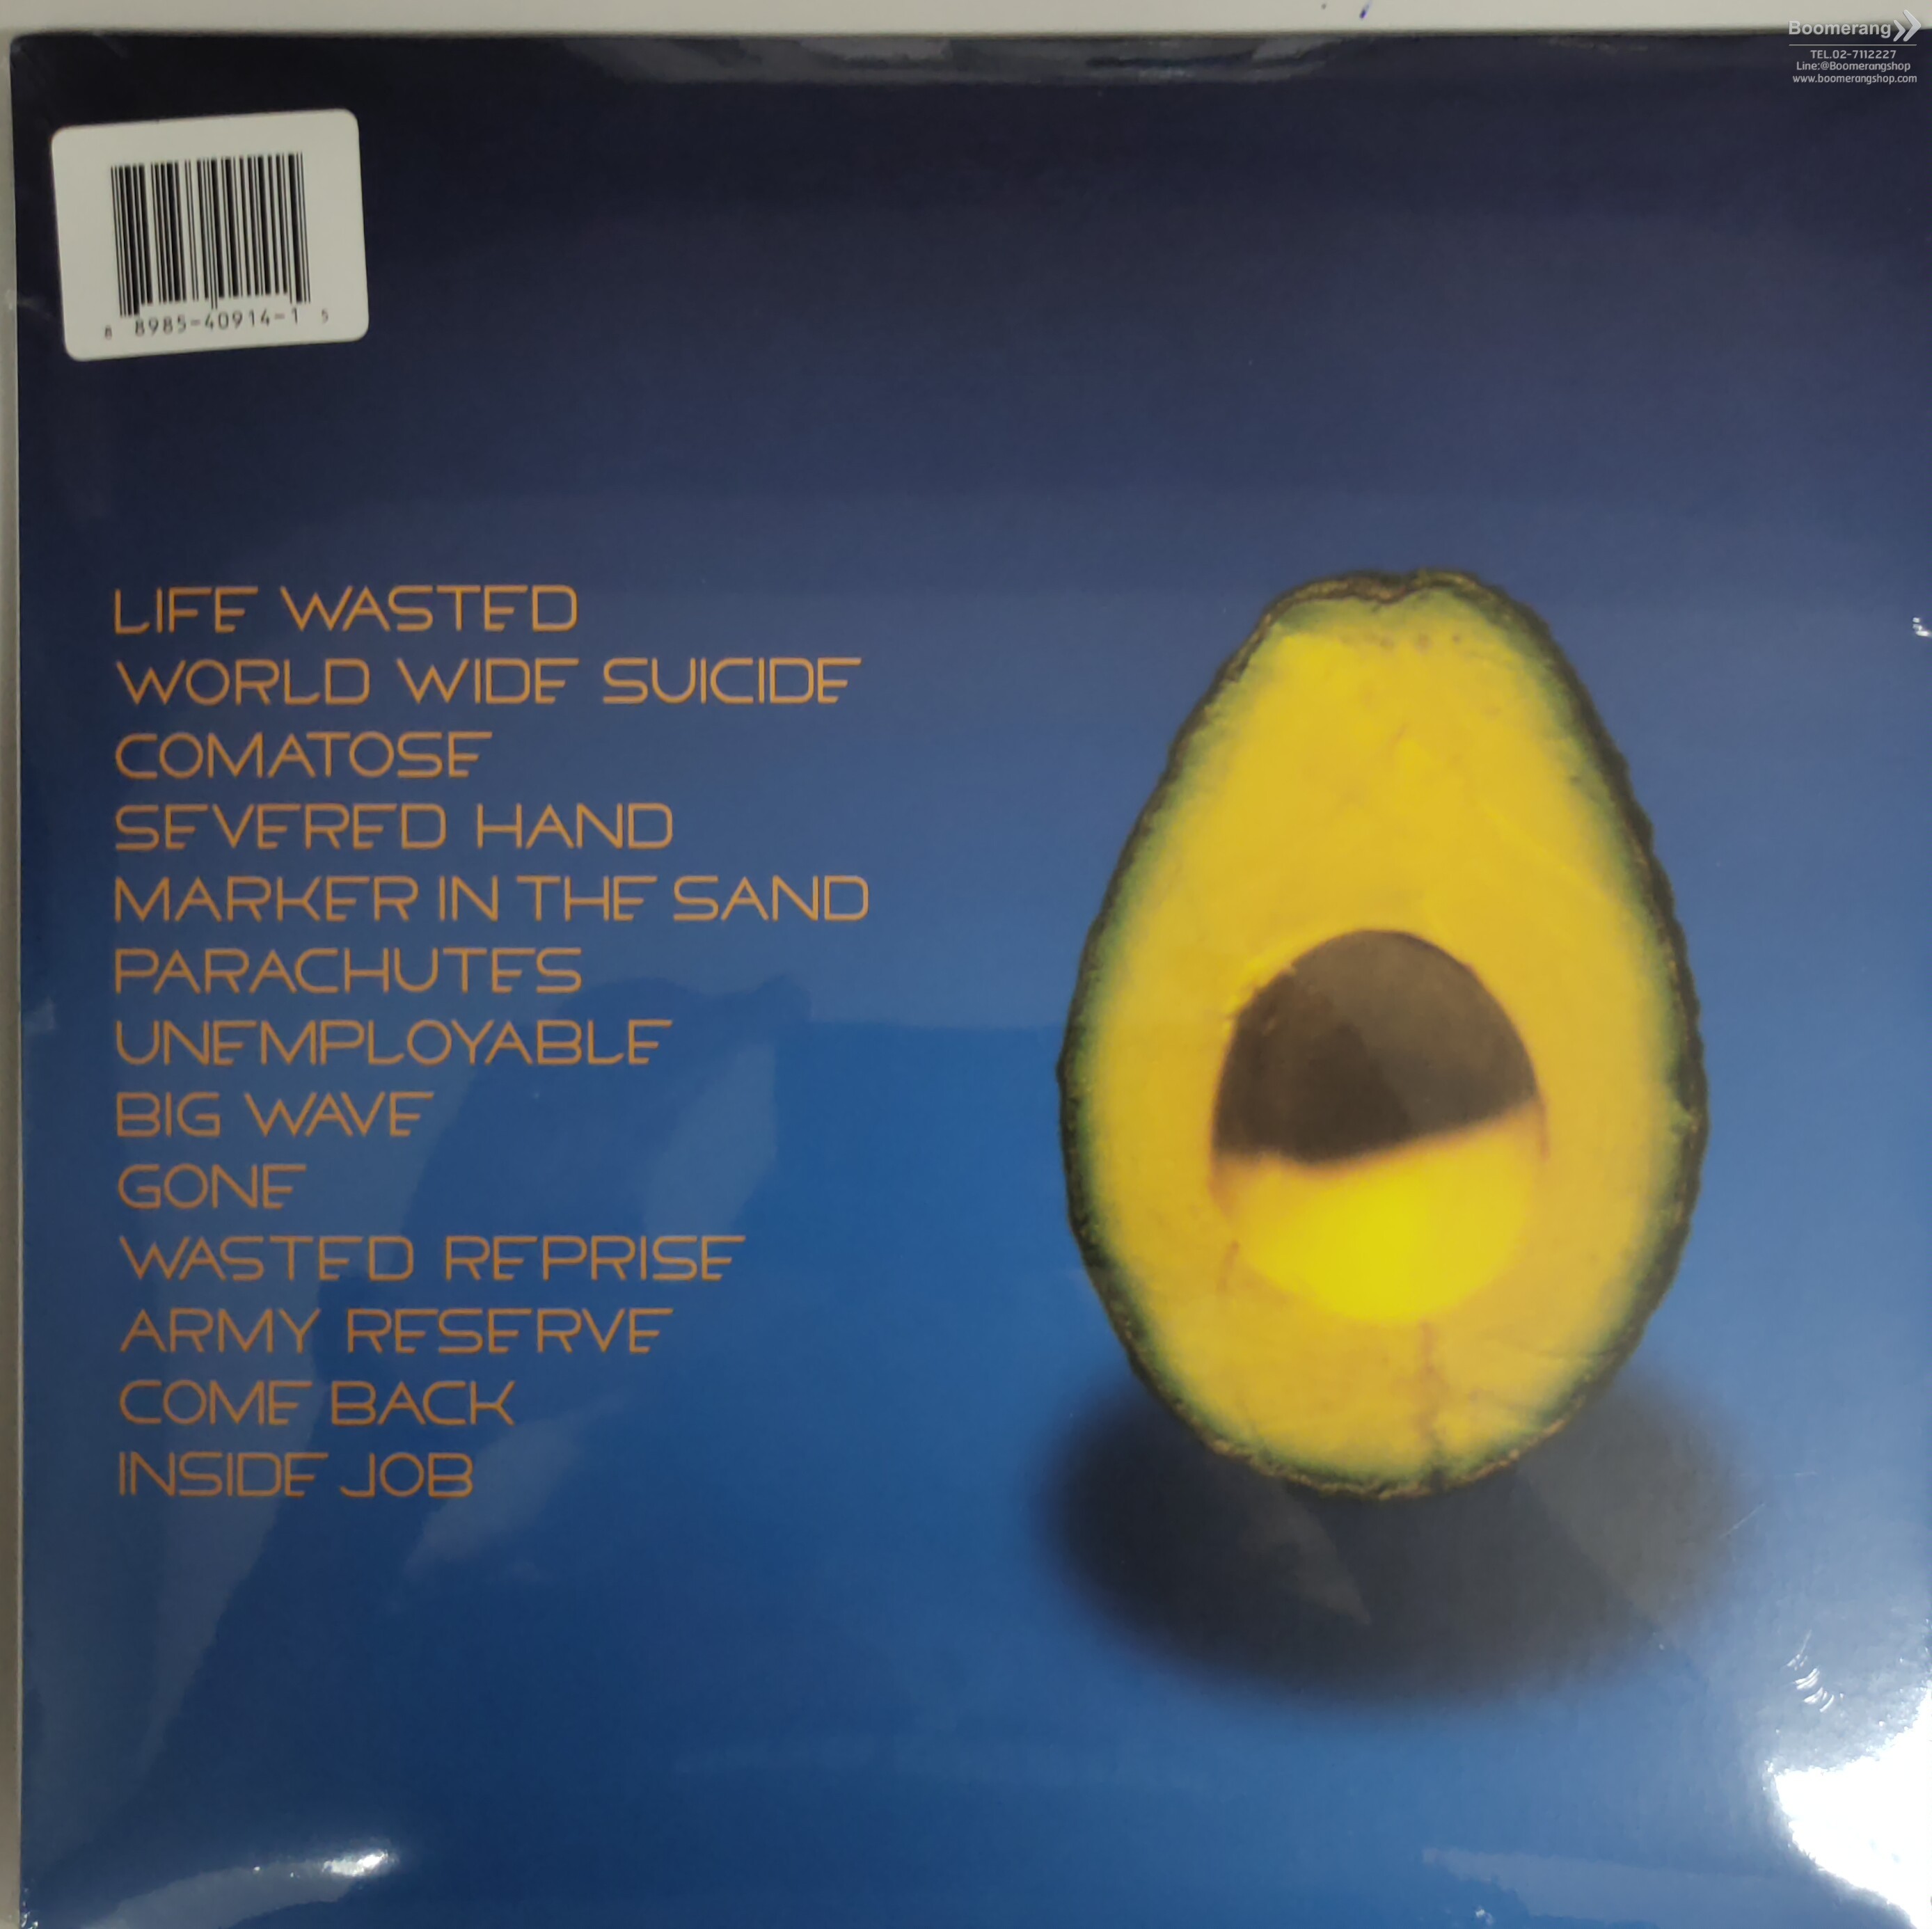 Boomerang
TEL.02-7112227
Line:@Boomerangshop
www.boomerangshop.com
8 8985-40914-1 5
LIFE WASTED
WORLD WIDE SUICIDE
COMATOSE
SEVERED HAND
MARKER IN THE SAND
PARACHUTES
UNEMPLOYABLE
BIG WAVE
GONE
WASTED REPRISE
ARMY RESERVE
COME BACK
INSIDE JOB